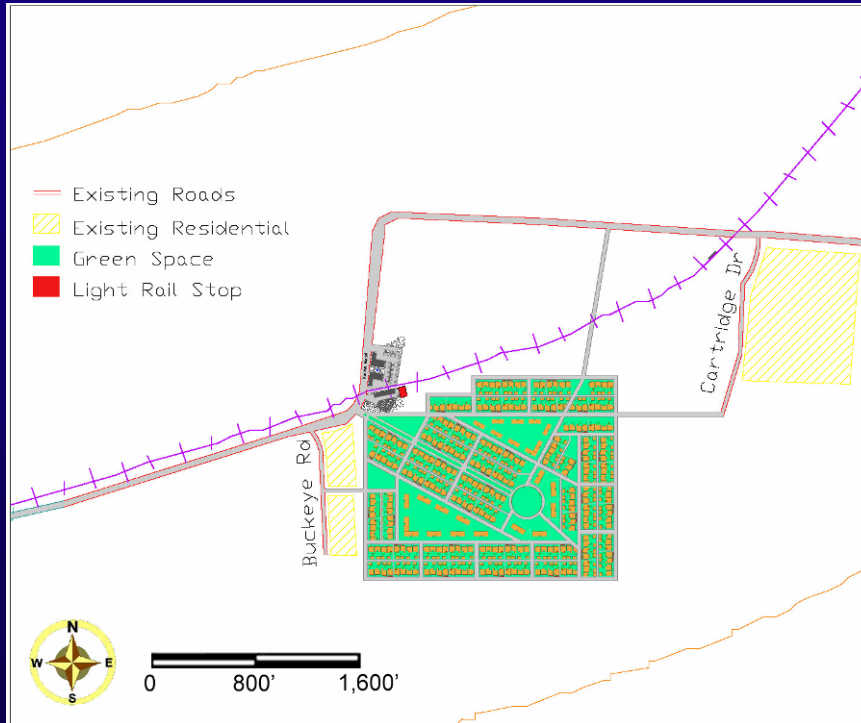 Existing Roads
Existing Residential
Green Space
Light Rail Stop
Cartridge Dr
Buckeye Rd
N
W E
S
0 800' 1,600'